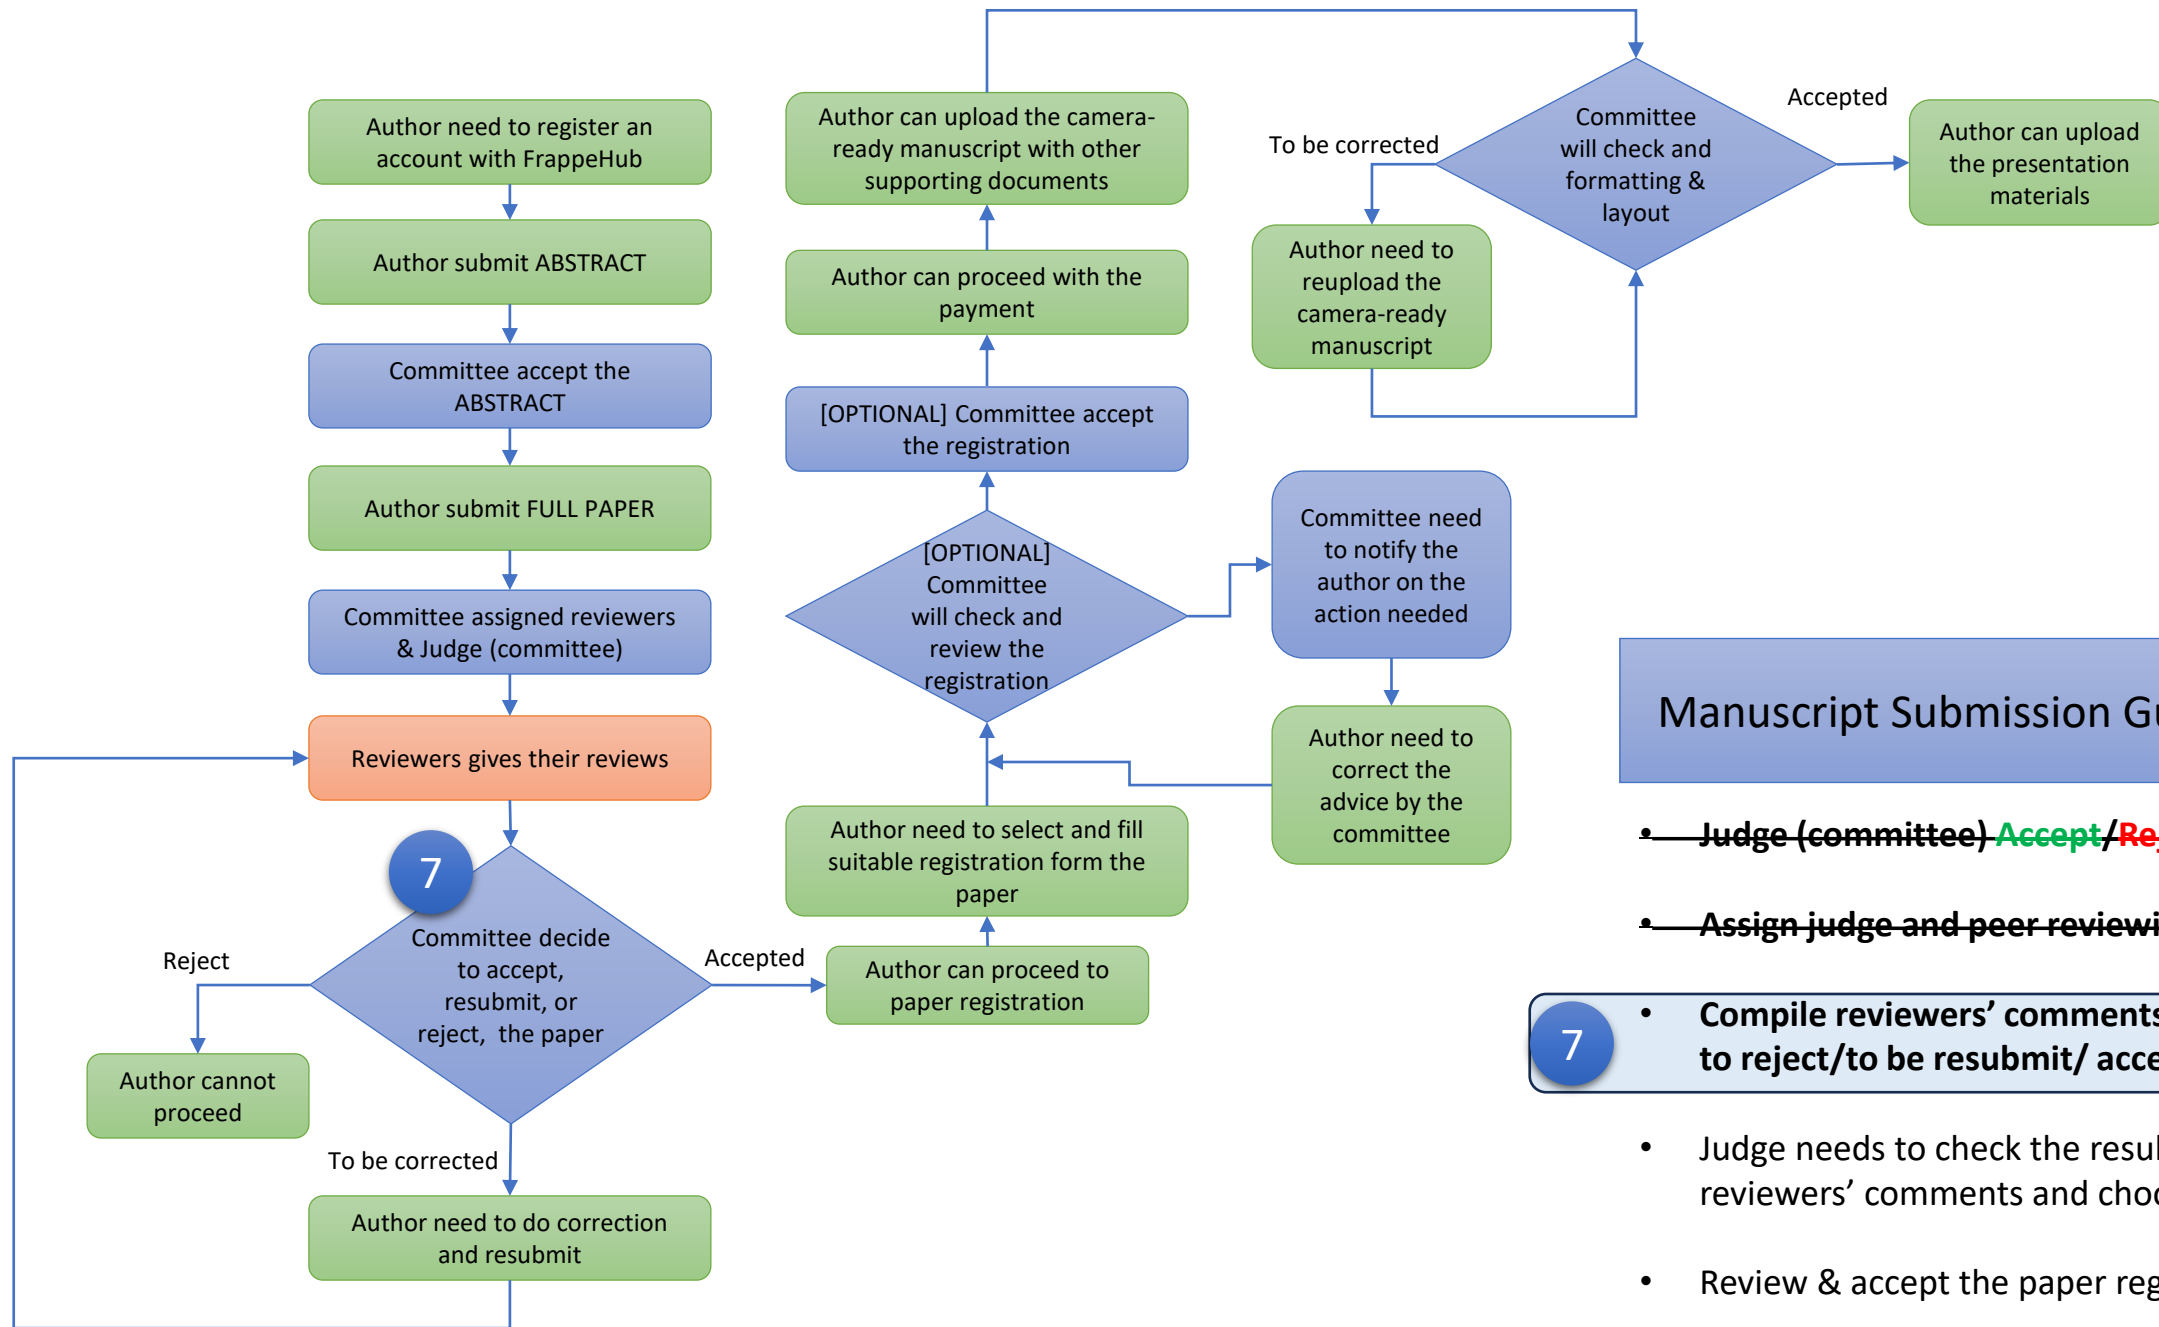 Author need to register an
account with FrappeHub
Author submit ABSTRACT
Committee accept the
ABSTRACT
Author submit FULL PAPER
Committee assigned reviewers
& Judge (committee)
Reviewers gives their reviews
7
Committee decide
to accept,
resubmit, or
reject, the paper
Reject
Author cannot
proceed
To be corrected
Author need to do correction
and resubmit
Accepted
Author can proceed to
paper registration
Author need to select and fill
suitable registration form the
paper
[OPTIONAL]
Committee
will check and
review the
registration
Committee need
to notify the
author on the
action needed
Author need to
correct the
advice by the
committee
[OPTIONAL] Committee accept
the registration
Author can proceed with the
payment
Author can upload the camera-
ready manuscript with other
supporting documents
Committee
will check and
formatting &
layout
To be corrected
Author need to
reupload the
camera-ready
manuscript
Accepted
Author can upload
the presentation
materials
Manuscript Submission
• Judge (committee) Accept/
• Assign judge and peer
7
• Compile reviewers’ comments
to reject/to be resubmit/
• Judge needs to check the
reviewers’ comments and
• Review & accept the paper